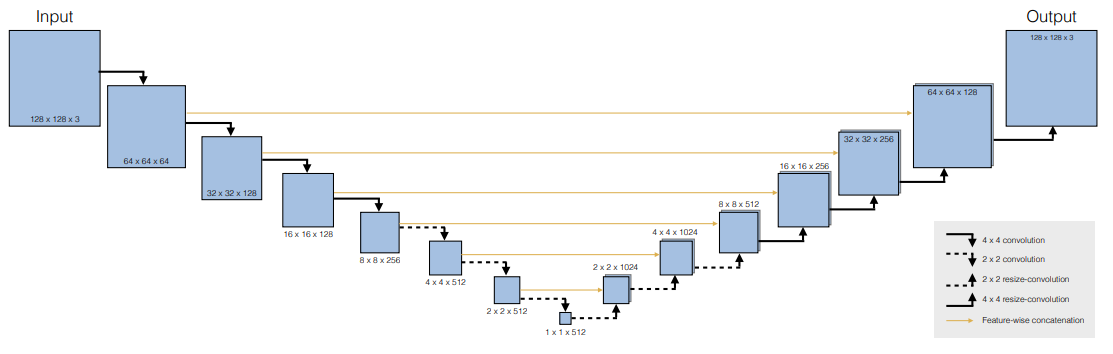 Input
Output
128 x 128 x 3
64 x 64 x 64
32 x 32 x 128
16 x 16 x 128
8 x 8 x 256
4 x 4 x 512
2 x 2 x 512
1 x 1 x 512
2 x 2 x 1024
4 x 4 x 1024
8 x 8 x 512
16 x 16 x 256
32 x 32 x 256
64 x 64 x 128
128 x 128 x 3
4 x 4 convolution
2 x 2 convolution
2 x 2 resize-convolution
4 x 4 resize-convolution
Feature-wise concatenation